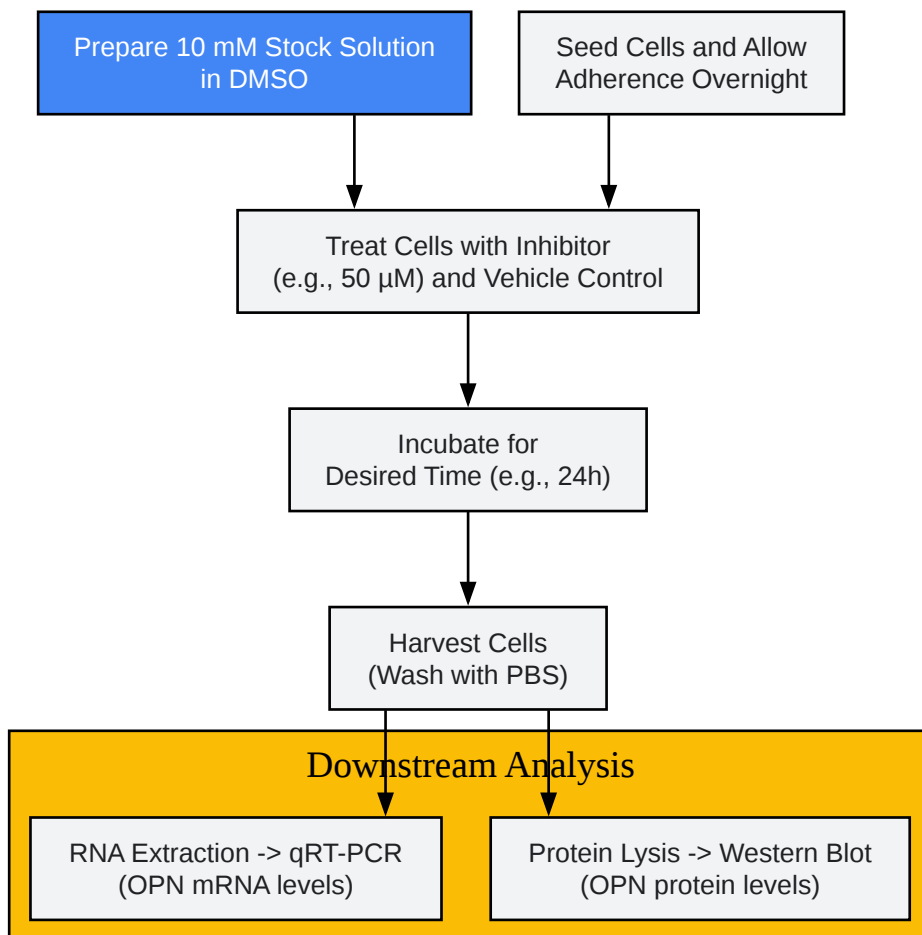 Prepare 10 mM Stock Solution
in DMSO
Seed Cells and Allow
Adherence Overnight
Treat Cells with Inhibitor
(e.g., 50 µM) and Vehicle Control
Incubate for
Desired Time (e.g., 24h)
Harvest Cells
(Wash with PBS)
Downstream Analysis
RNA Extraction -> qRT-PCR
(OPN mRNA levels)
Protein Lysis -> Western Blot
(OPN protein levels)